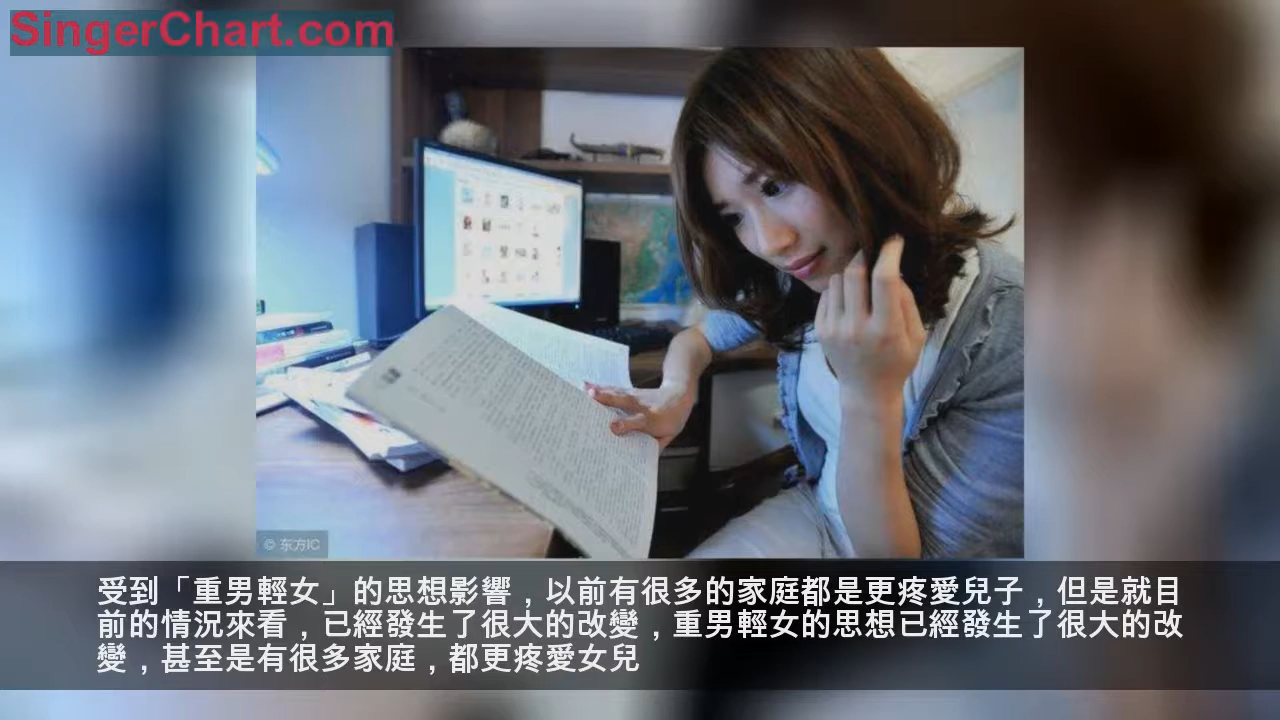 SingerChart.com
© 东方IC
受到「重男輕女」的思想影響，以前有很多的家庭都是更疼愛兒子，但是就目
前的情況來看，已經發生了很大的改變，重男輕女的思想已經發生了很大的改
變，甚至是有很多家庭，都更疼愛女兒